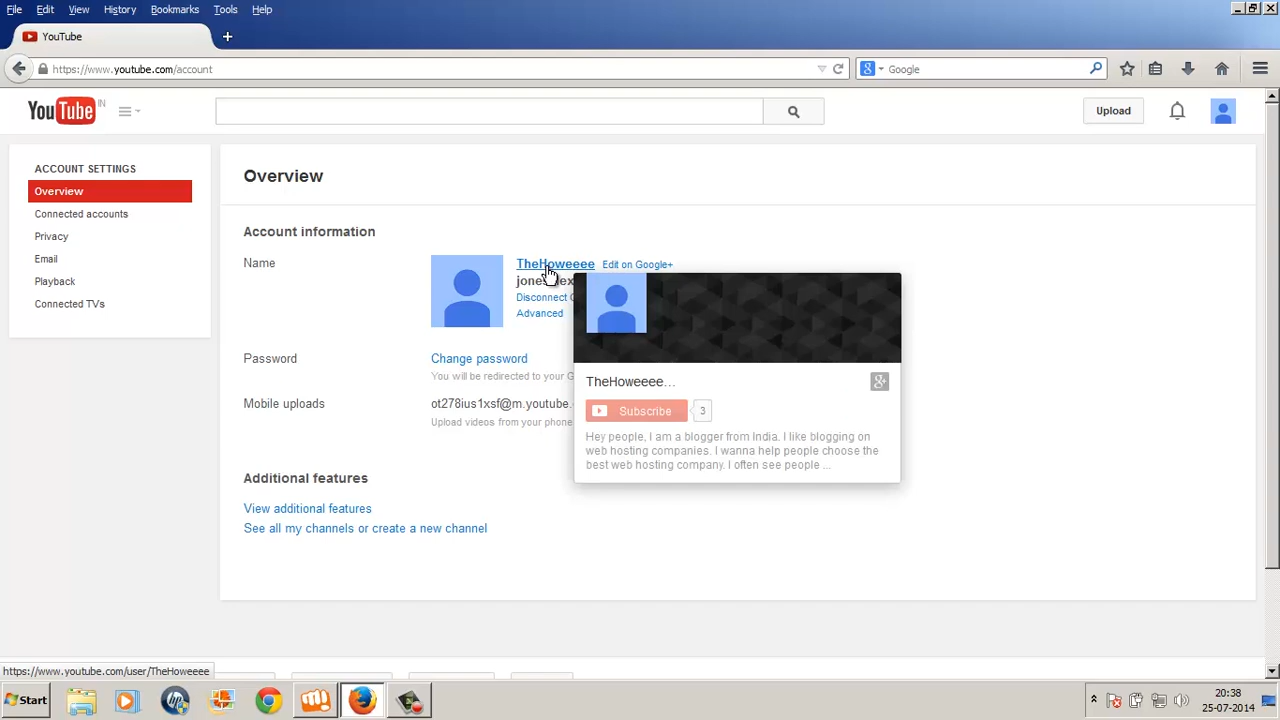 File Edit View History Bookmarks Tools Help
YouTube
https://www.youtube.com/account
Google
YouTube IN
Upload
ACCOUNT SETTINGS
Overview
Connected accounts
Privacy
Email
Playback
Connected TVs
Overview
Account information
Name
TheHoweeee Edit on Google+
Advanced
Password
Change password
You will be redirected to your G
Mobile uploads
ot278ius1xsf@m.youtube.
Upload videos from your phone
TheHoweeee...
Subscribe 3
Hey people, I am a blogger from India. I like blogging on
web hosting companies. I wanna help people choose the
best web hosting company. I often see people ...
Additional features
View additional features
See all my channels or create a new channel
https://www.youtube.com/user/TheHoweeee
Start
20:38
25-07-2014